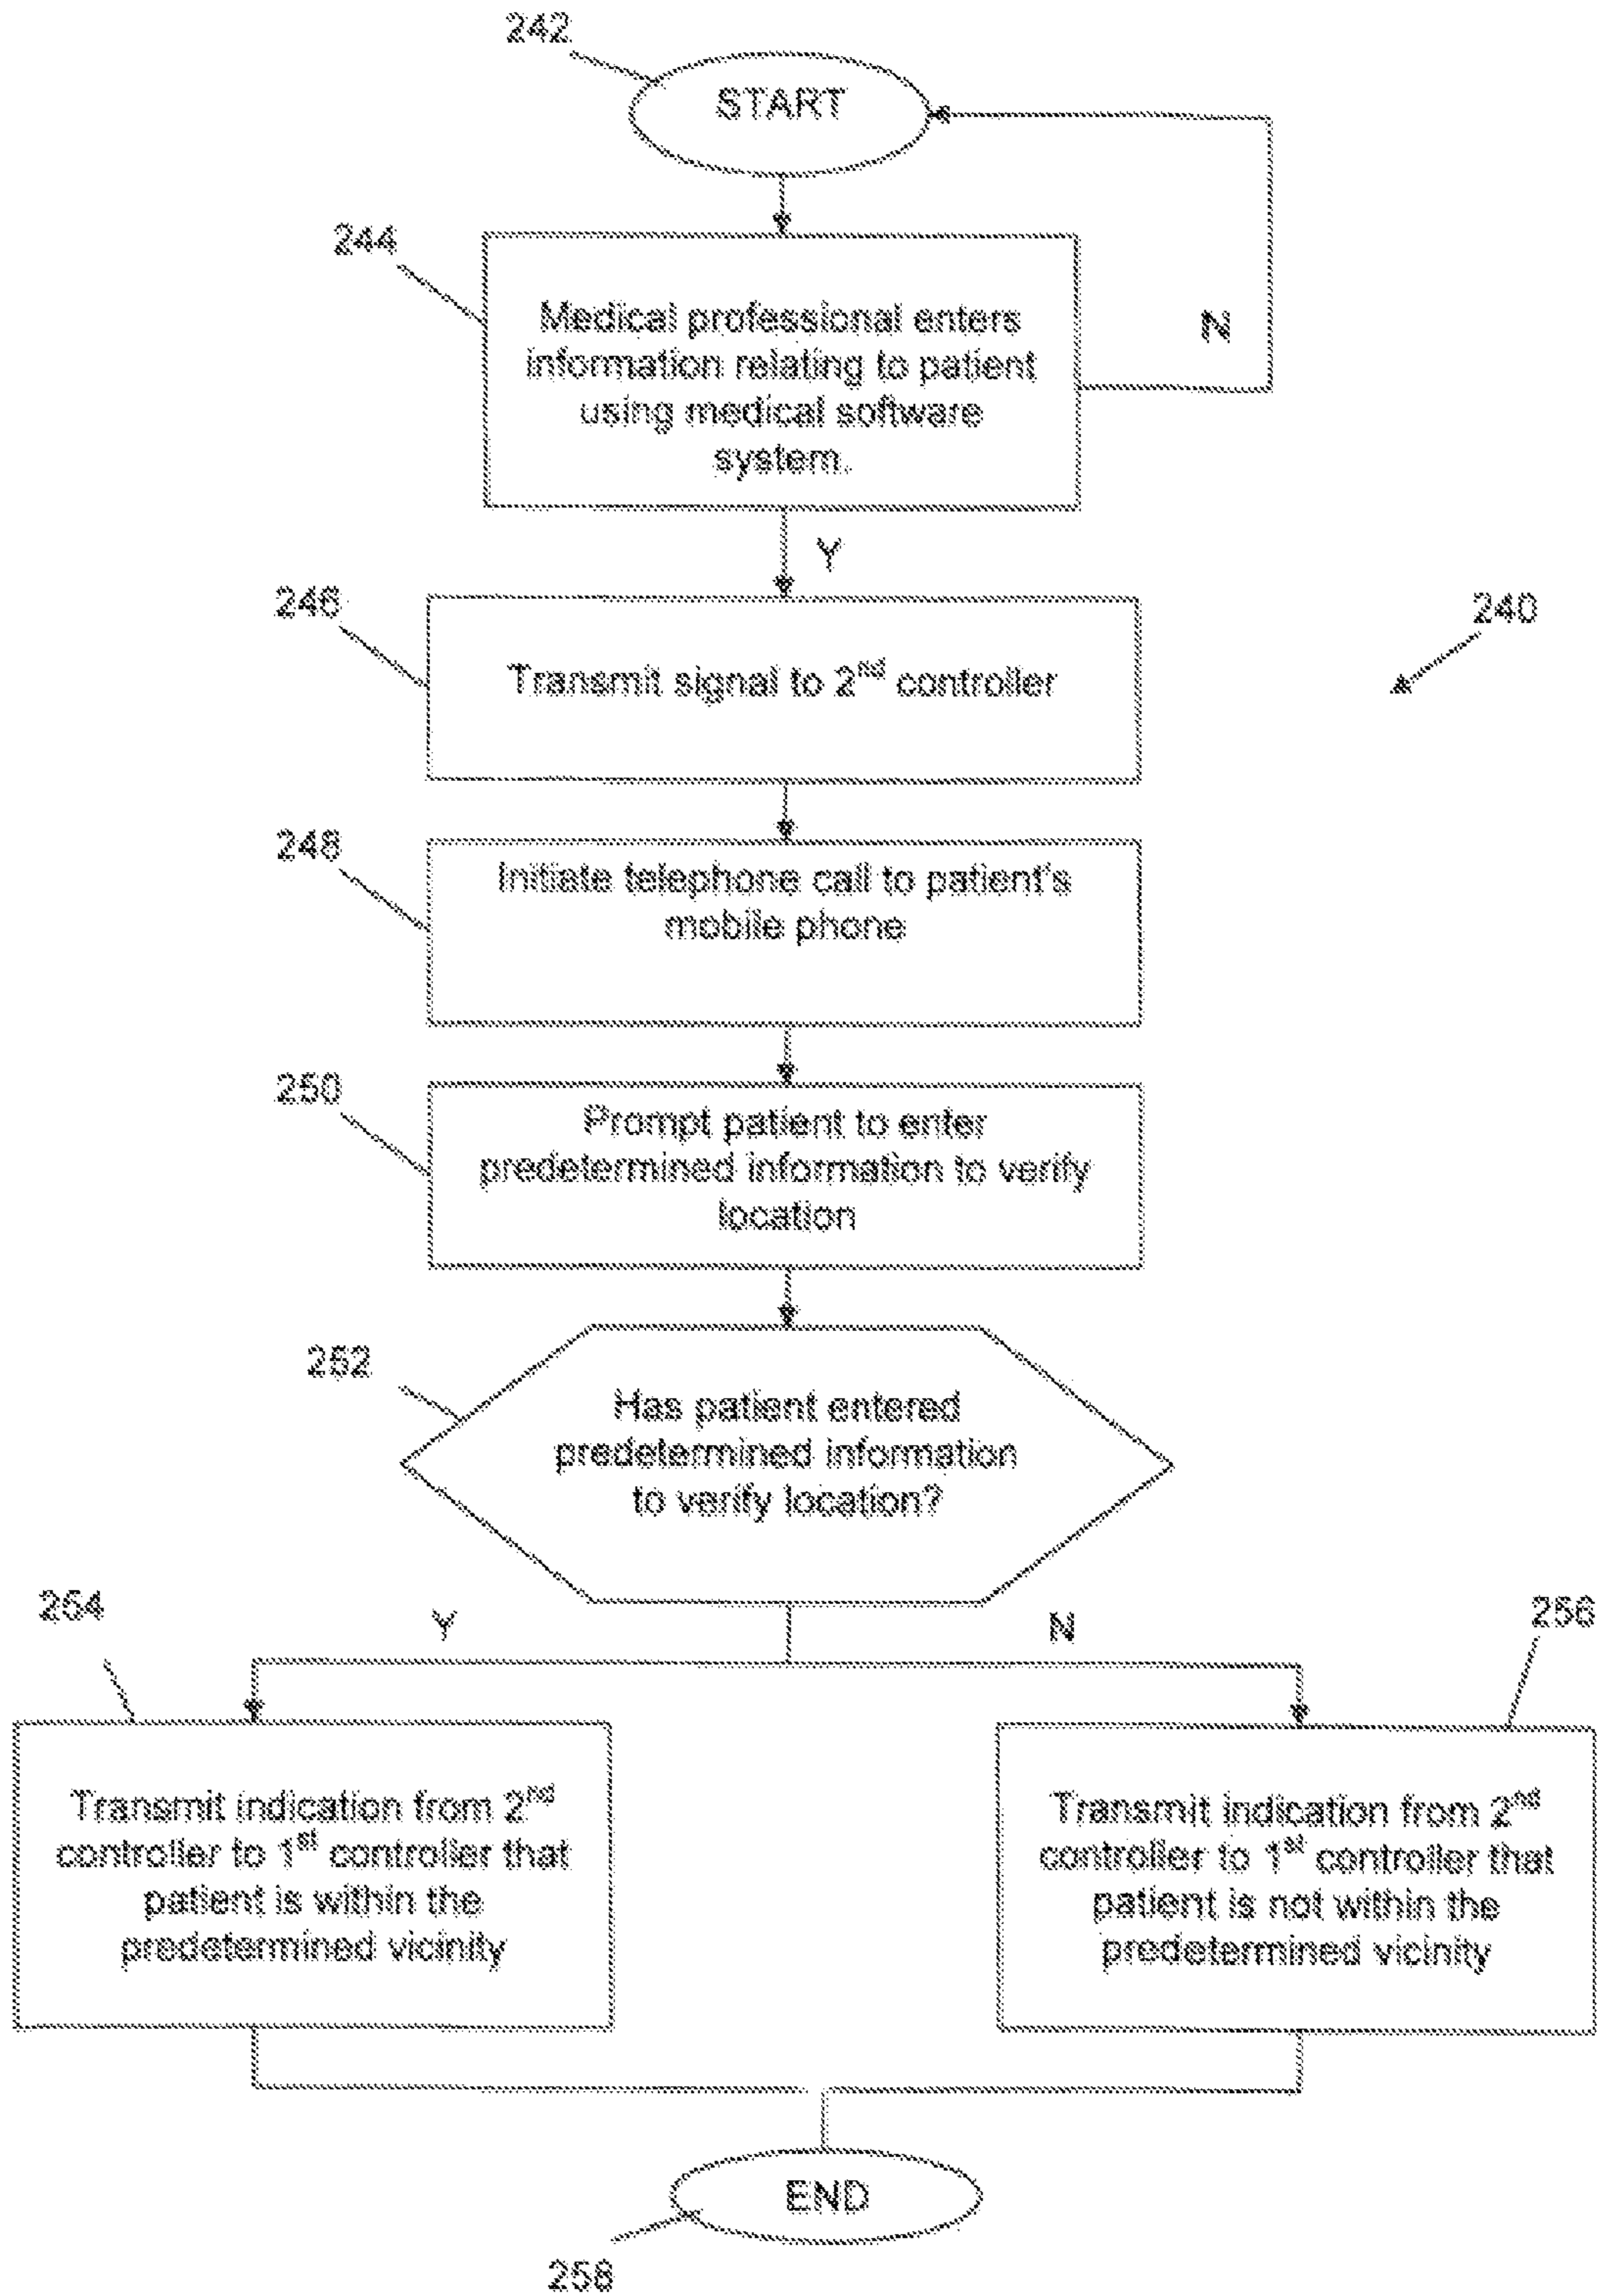 242
START
244
Medical professional enters
information relating to patient
using medical software
system.
N
Y
246
Transmit signal to 2nd controller
240
248
Initiate telephone call to patient's
mobile phone
250
Prompt patient to enter
predetermined information to verify
location
252
Has patient entered
predetermined information
to verify location?
254
Y
N
256
Transmit indication from 2nd
controller to 1st controller that
patient is within the
predetermined vicinity
Transmit indication from 2nd
controller to 1st controller that
patient is not within the
predetermined vicinity
END
258